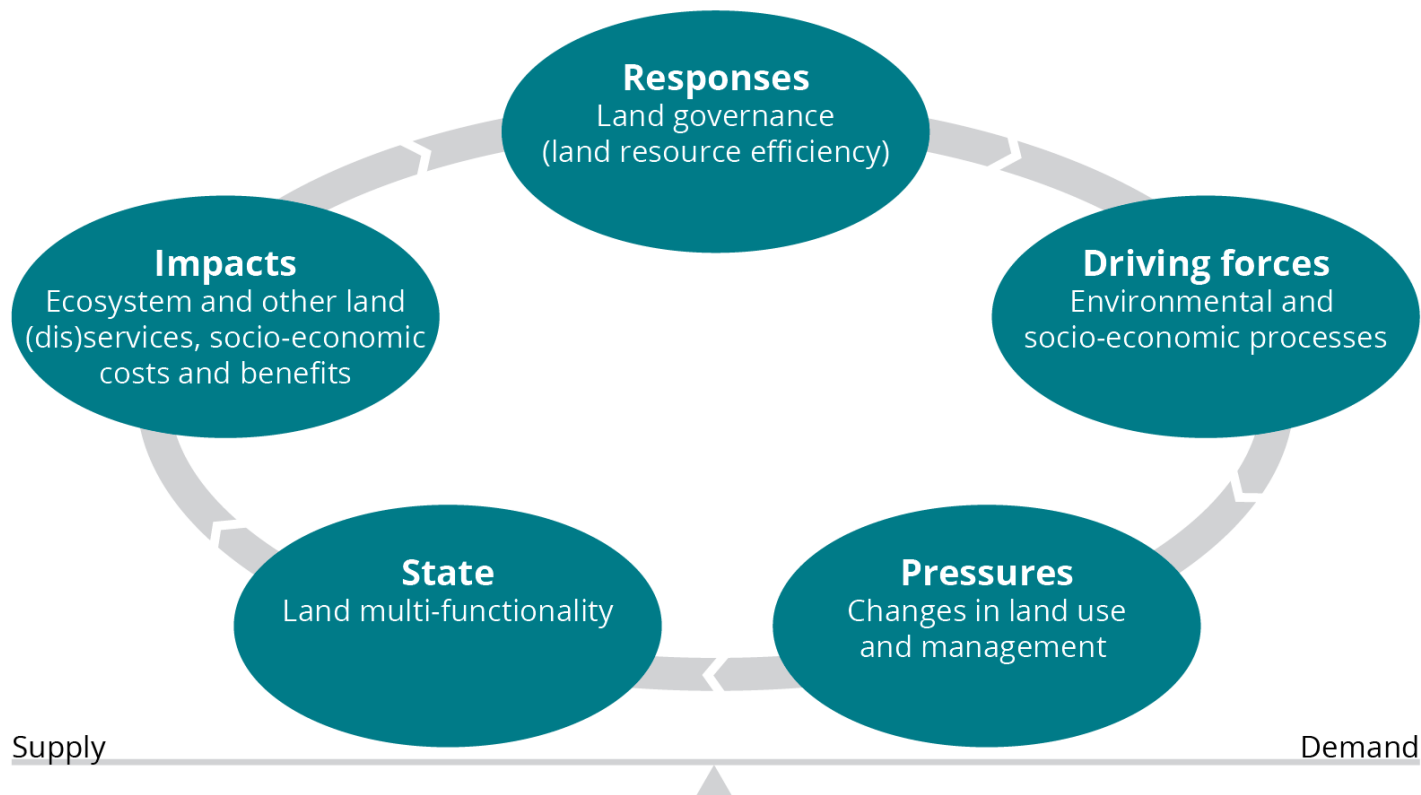 Responses
Land governance
(land resource efficiency)
Impacts
Ecosystem and other land
(dis)services, socio-economic
costs and benefits
Driving forces
Environmental and
socio-economic processes
State
Land multi-functionality
Pressures
Changes in land use
and management
Supply
Demand